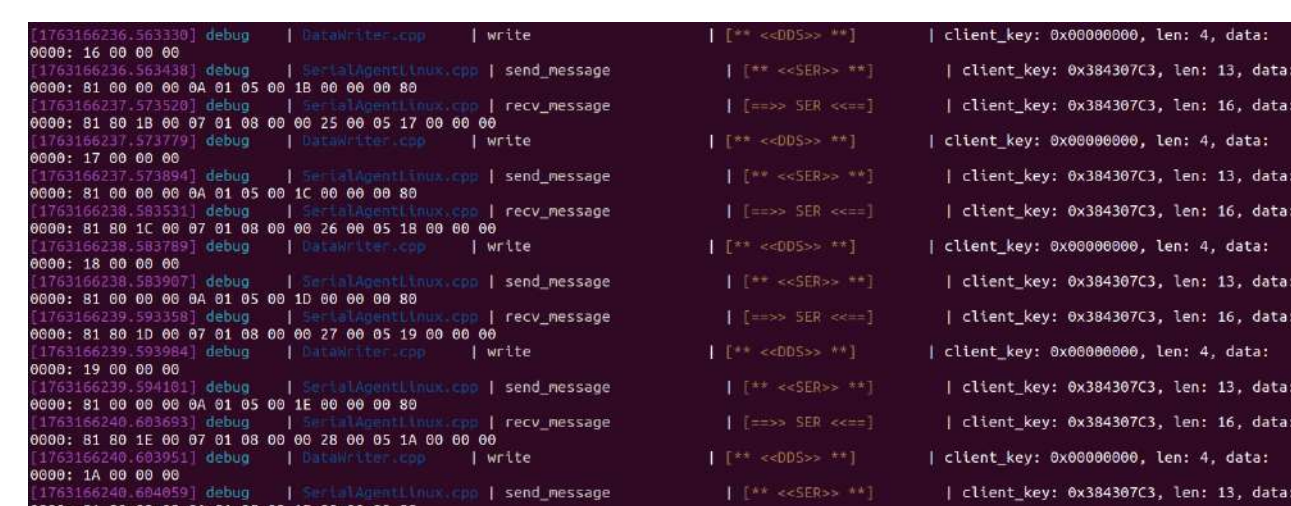 [1763166236.563330] debug | DataWriter.cpp | write | [** <<DDS>> **] | client_key: 0x00000000, len: 4, data:
0000: 16 00 00 00
[1763166236.563438] debug | SerialAgentLinux.cpp | send_message | [** <<SER>> **] | client_key: 0x384307C3, len: 13, data:
0000: 81 00 00 00 0A 01 05 00 1B 00 00 00 80
[1763166237.573520] debug | SerialAgentLinux.cpp | recv_message | [==>> SER <<==] | client_key: 0x384307C3, len: 16, data:
0000: 81 80 1B 00 07 01 08 00 00 25 00 05 17 00 00 00
[1763166237.573779] debug | DataWriter.cpp | write | [** <<DDS>> **] | client_key: 0x00000000, len: 4, data:
0000: 17 00 00 00
[1763166237.573894] debug | SerialAgentLinux.cpp | send_message | [** <<SER>> **] | client_key: 0x384307C3, len: 13, data:
0000: 81 00 00 00 0A 01 05 00 1C 00 00 00 80
[1763166238.583531] debug | SerialAgentLinux.cpp | recv_message | [==>> SER <<==] | client_key: 0x384307C3, len: 16, data:
0000: 81 80 1C 00 07 01 08 00 00 26 00 05 18 00 00 00
[1763166238.583789] debug | DataWriter.cpp | write | [** <<DDS>> **] | client_key: 0x00000000, len: 4, data:
0000: 18 00 00 00
[1763166238.583907] debug | SerialAgentLinux.cpp | send_message | [** <<SER>> **] | client_key: 0x384307C3, len: 13, data:
0000: 81 00 00 00 0A 01 05 00 1D 00 00 00 80
[1763166239.593358] debug | SerialAgentLinux.cpp | recv_message | [==>> SER <<==] | client_key: 0x384307C3, len: 16, data:
0000: 81 80 1D 00 07 01 08 00 00 27 00 05 19 00 00 00
[1763166239.593984] debug | DataWriter.cpp | write | [** <<DDS>> **] | client_key: 0x00000000, len: 4, data:
0000: 19 00 00 00
[1763166239.594101] debug | SerialAgentLinux.cpp | send_message | [** <<SER>> **] | client_key: 0x384307C3, len: 13, data:
0000: 81 00 00 00 0A 01 05 00 1E 00 00 00 80
[1763166240.603693] debug | SerialAgentLinux.cpp | recv_message | [==>> SER <<==] | client_key: 0x384307C3, len: 16, data:
0000: 81 80 1E 00 07 01 08 00 00 28 00 05 1A 00 00 00
[1763166240.603951] debug | DataWriter.cpp | write | [** <<DDS>> **] | client_key: 0x00000000, len: 4, data:
0000: 1A 00 00 00
[1763166240.604059] debug | SerialAgentLinux.cpp | send_message | [** <<SER>> **] | client_key: 0x384307C3, len: 13, data: